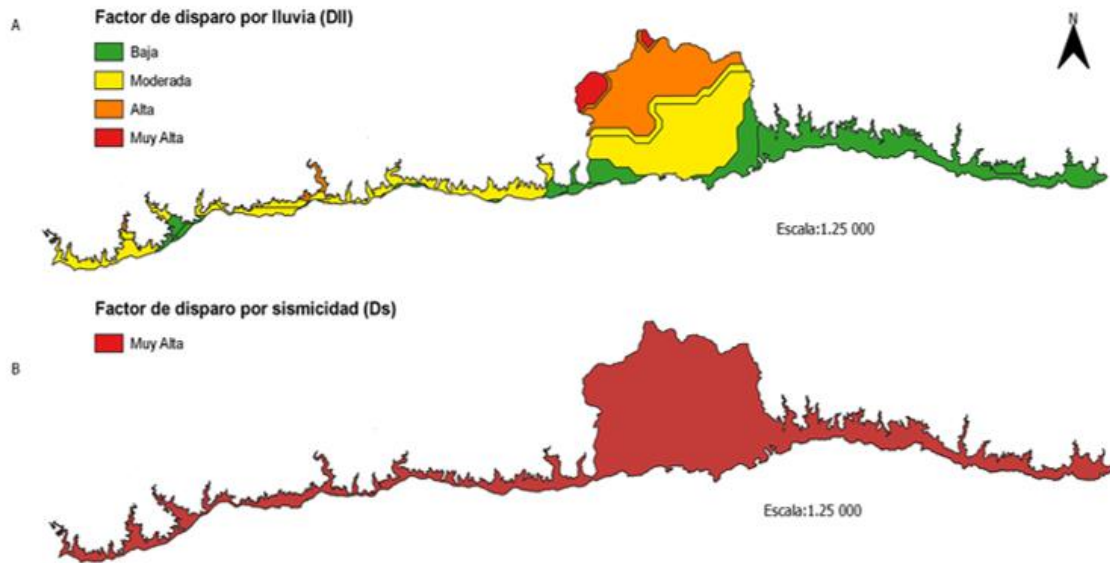 A
Factor de disparo por lluvia (Dll)
Baja
Moderada
Alta
Muy Alta
N
Escala:1.25 000
Factor de disparo por sismicidad (Ds)
Muy Alta
B
Escala:1.25 000